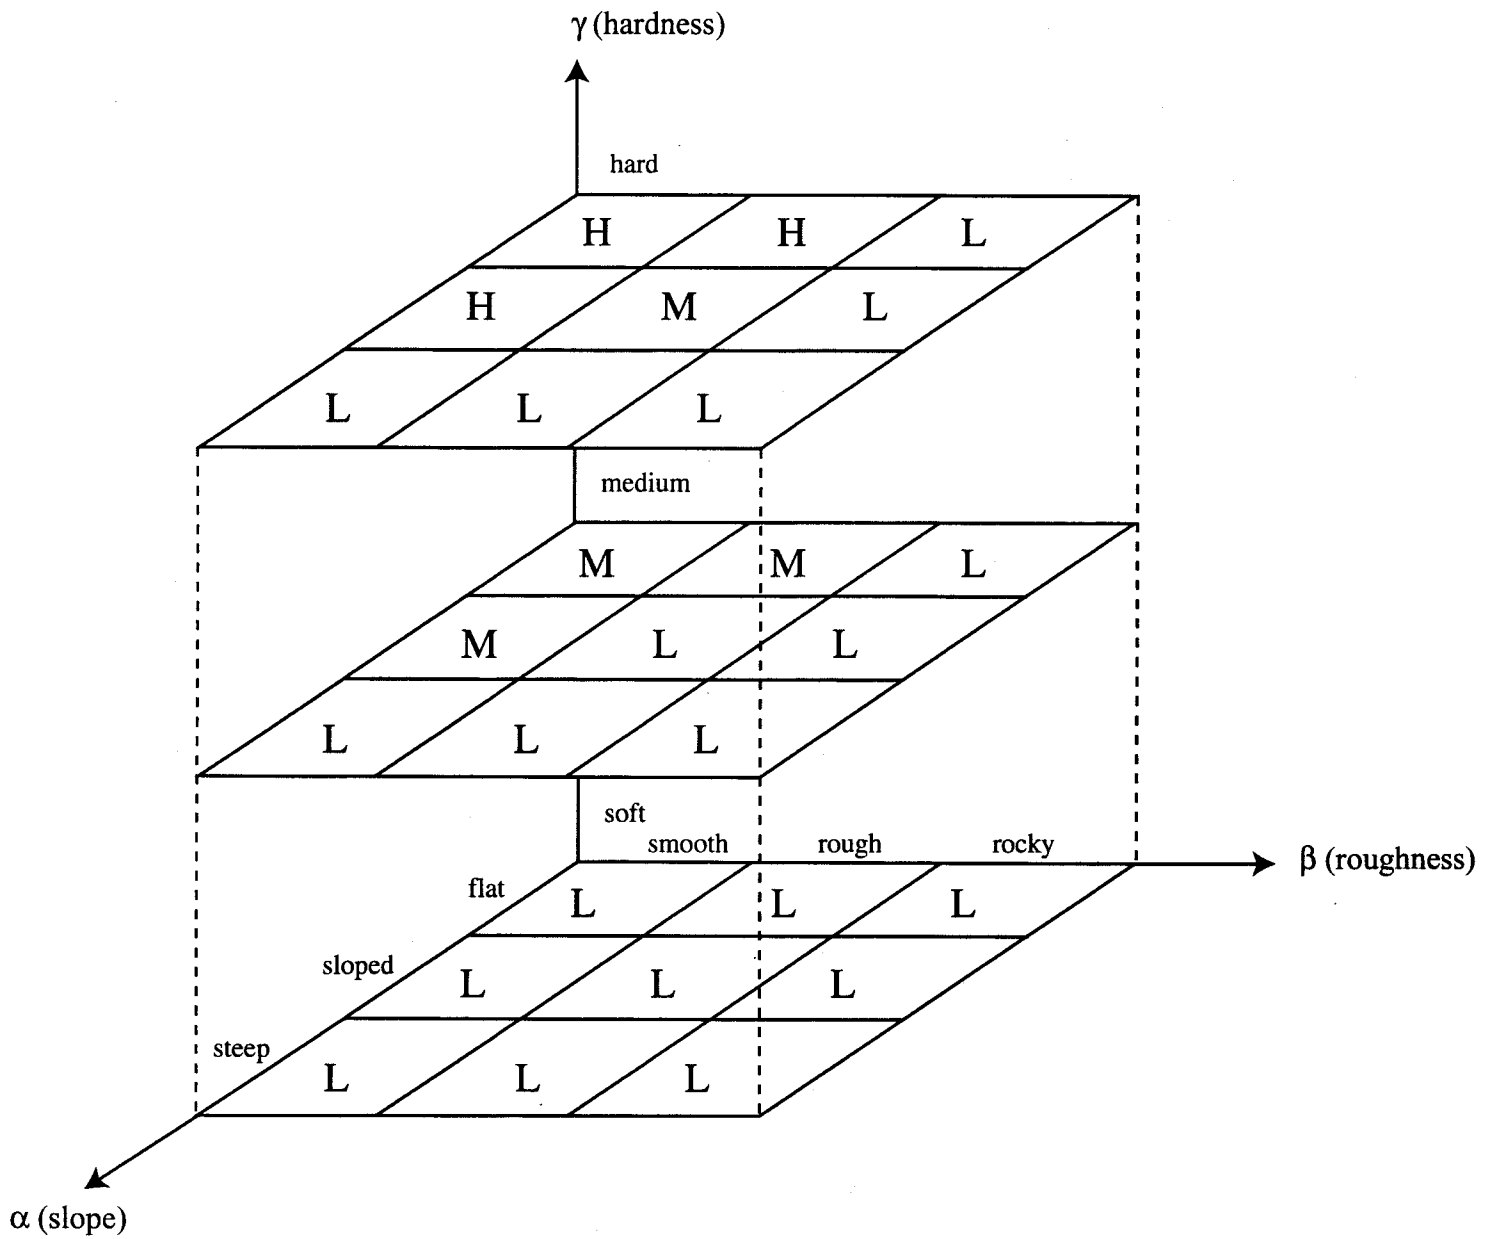 γ (hardness)
hard
H H L
H M L
L L L
medium
M M L
M L L
L L L
soft
smooth rough rocky
β (roughness)
flat
L L L
sloped
L L L
steep
L L L
α (slope)